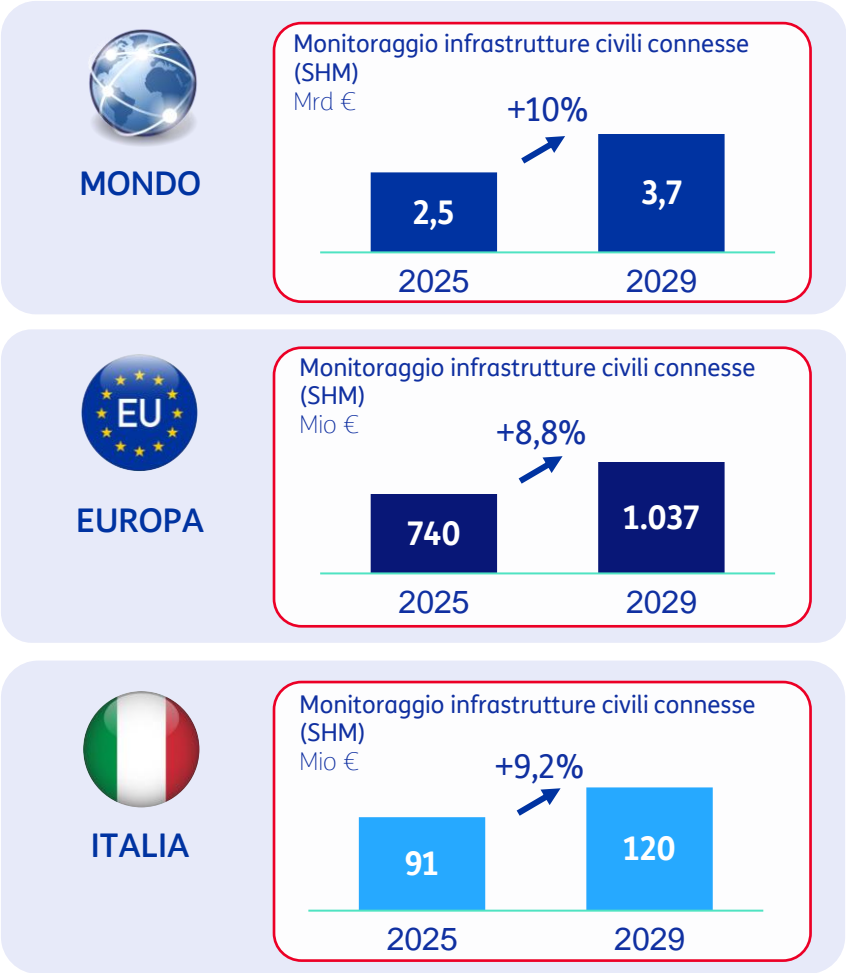 MONDO
Monitoraggio infrastrutture civili connesse
(SHM)
Mrd €
+10%
2,5
3,7
2025
2029
EU
EUROPA
Monitoraggio infrastrutture civili connesse
(SHM)
Mio €
+8,8%
740
1.037
2025
2029
ITALIA
Monitoraggio infrastrutture civili connesse
(SHM)
Mio €
+9,2%
91
120
2025
2029